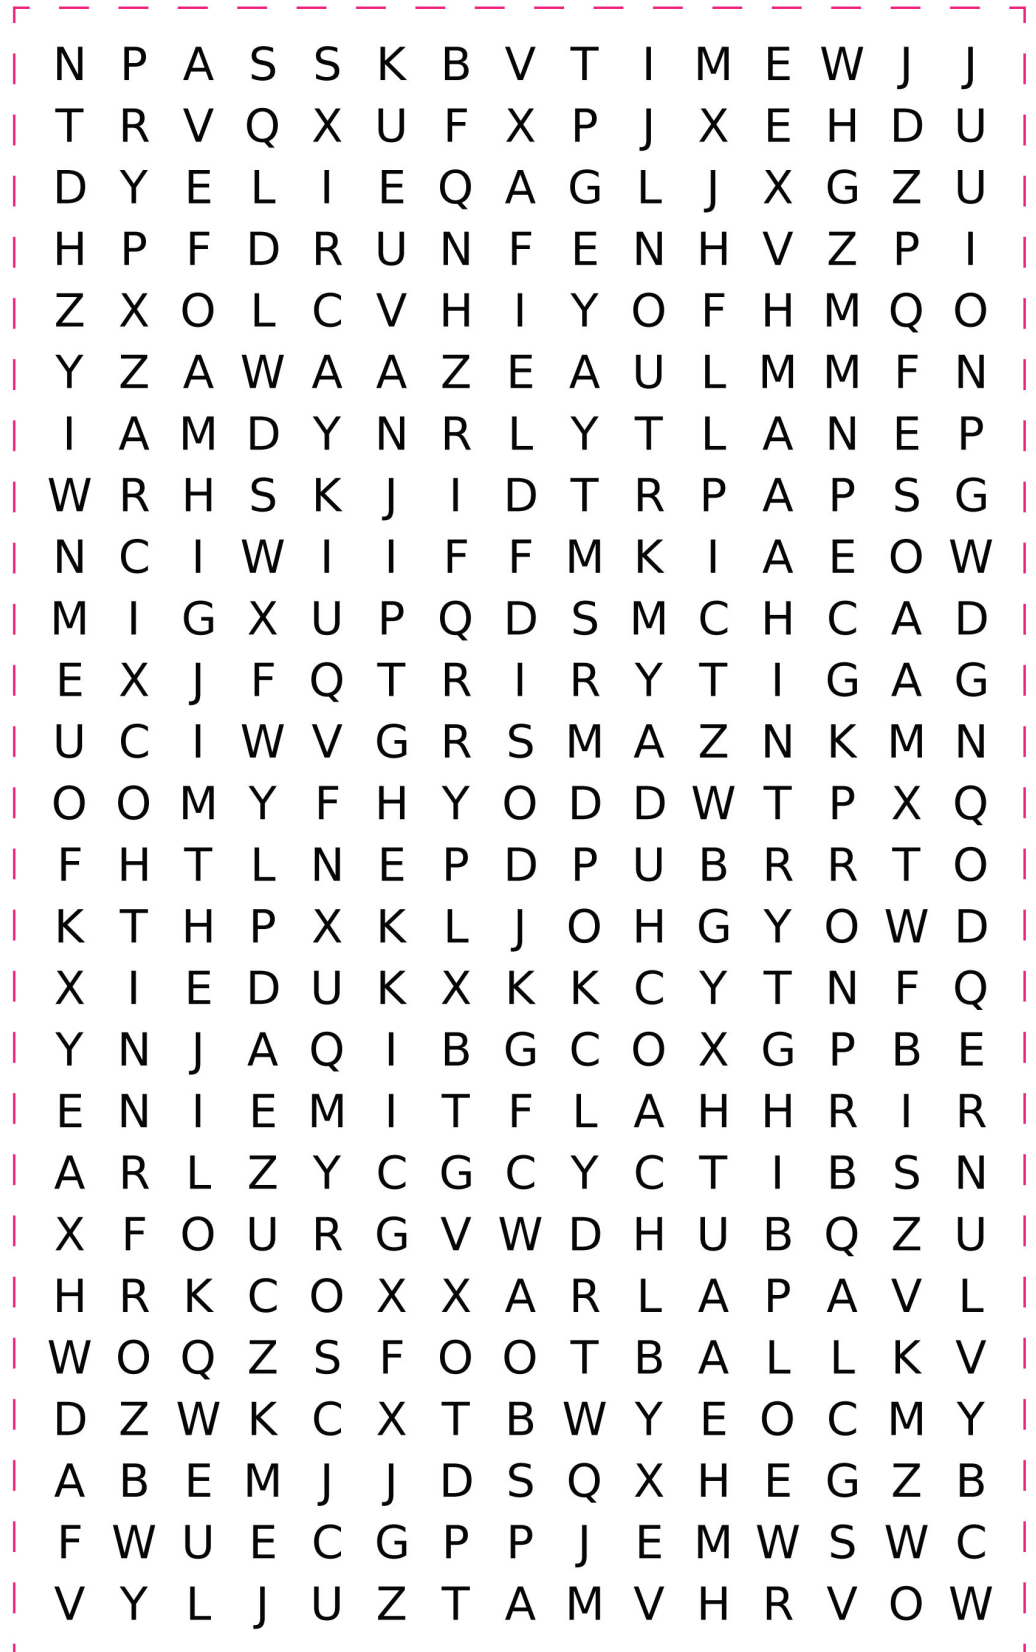 N P A S S K B V T I M E W J J
T R V Q X U F X P J X E H D U
D Y E L I E Q A G L J X G Z U
H P F D R U N F E N H V Z P I
Z X O L C V H I Y O F H M Q O
Y Z A W A A Z E A U L M M F N
I A M D Y N R L Y T L A N E P
W R H S K J I D T R P A P S G
N C I W I I F F M K I A E O W
M I G X U P Q D S M C H C A D
E X J F Q T R I R Y T I G A G
U C I W V G R S M A Z N K M N
O O M Y F H Y O D D W T P X Q
F H T L N E P D P U B R R T O
K T H P X K L J O H G Y O W D
X I E D U K X K K C Y T N F Q
Y N J A Q I B G C O X G P B E
E N I E M I T F L A H H R I R
A R L Z Y C G C Y C T I B S N
X F O U R G V W D H U B Q Z U
H R K C O X X A R L A P A V L
W O Q Z S F O O T B A L L K V
D Z W K C X T B W Y E O C M Y
A B E M J J D S Q X H E G Z B
F W U E C G P P J E M W S W C
V Y L J U Z T A M V H R V O W